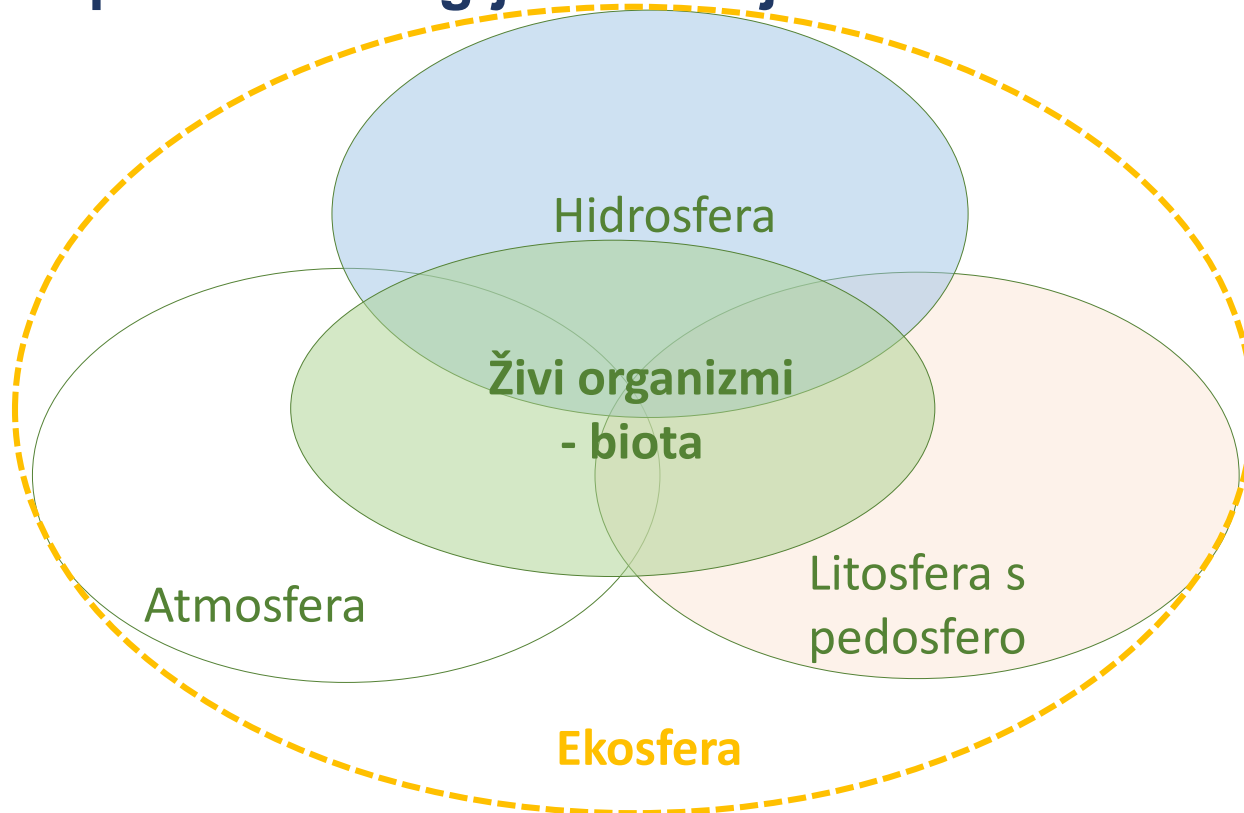 Hidrosfera
Živi organizmi
- biota
Litosfera s
pedosfero
Atmosfera
Ekosfera